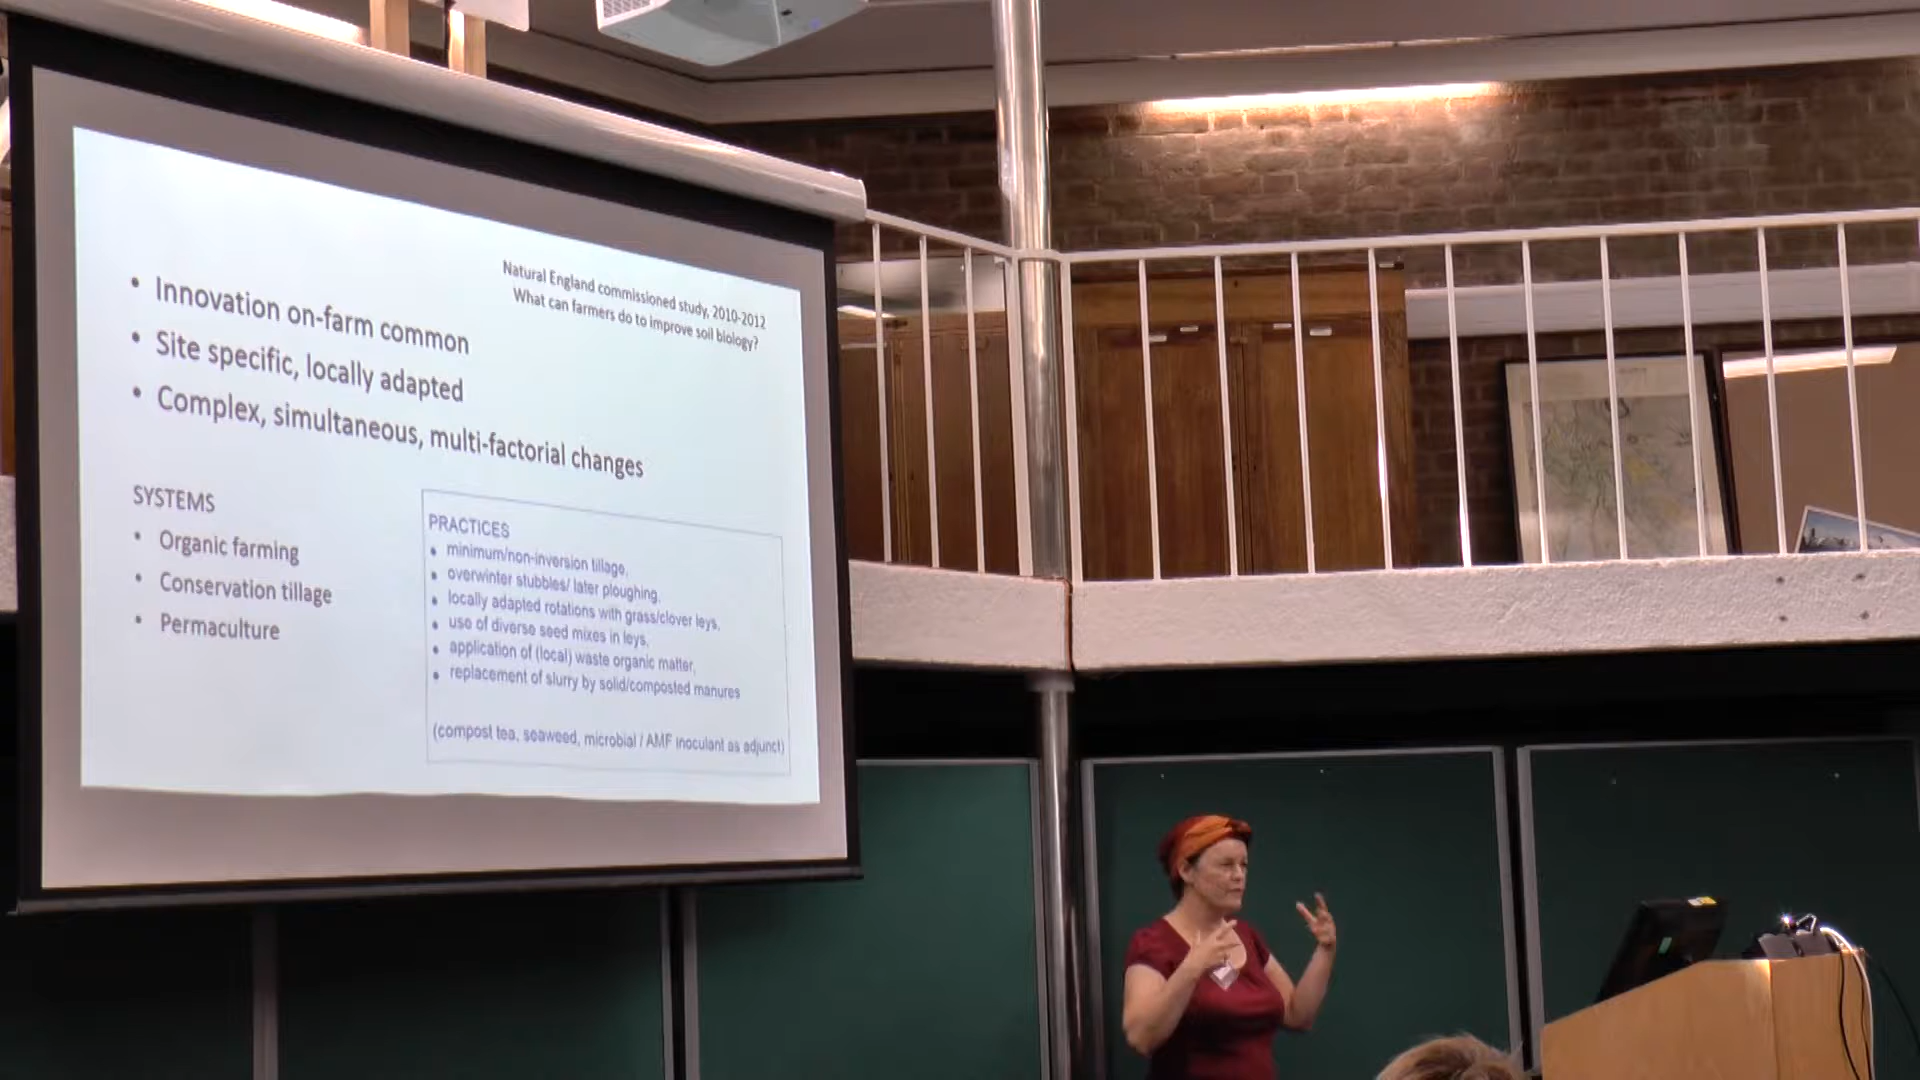 Natural England commissioned study, 2010-2012
What can farmers do to improve soil biology?
• Innovation on-farm common
• Site specific, locally adapted
• Complex, simultaneous, multi-factorial changes
SYSTEMS
• Organic farming
• Conservation tillage
• Permaculture
PRACTICES
• minimum/non-inversion tillage,
• overwinter stubbles/ later ploughing,
• locally adapted rotations with grass/clover leys,
• use of diverse seed mixes in leys,
• application of (local) waste organic matter,
• replacement of slurry by solid/composted manures
(compost tea, seaweed, microbial / AMF inoculant as adjunct)